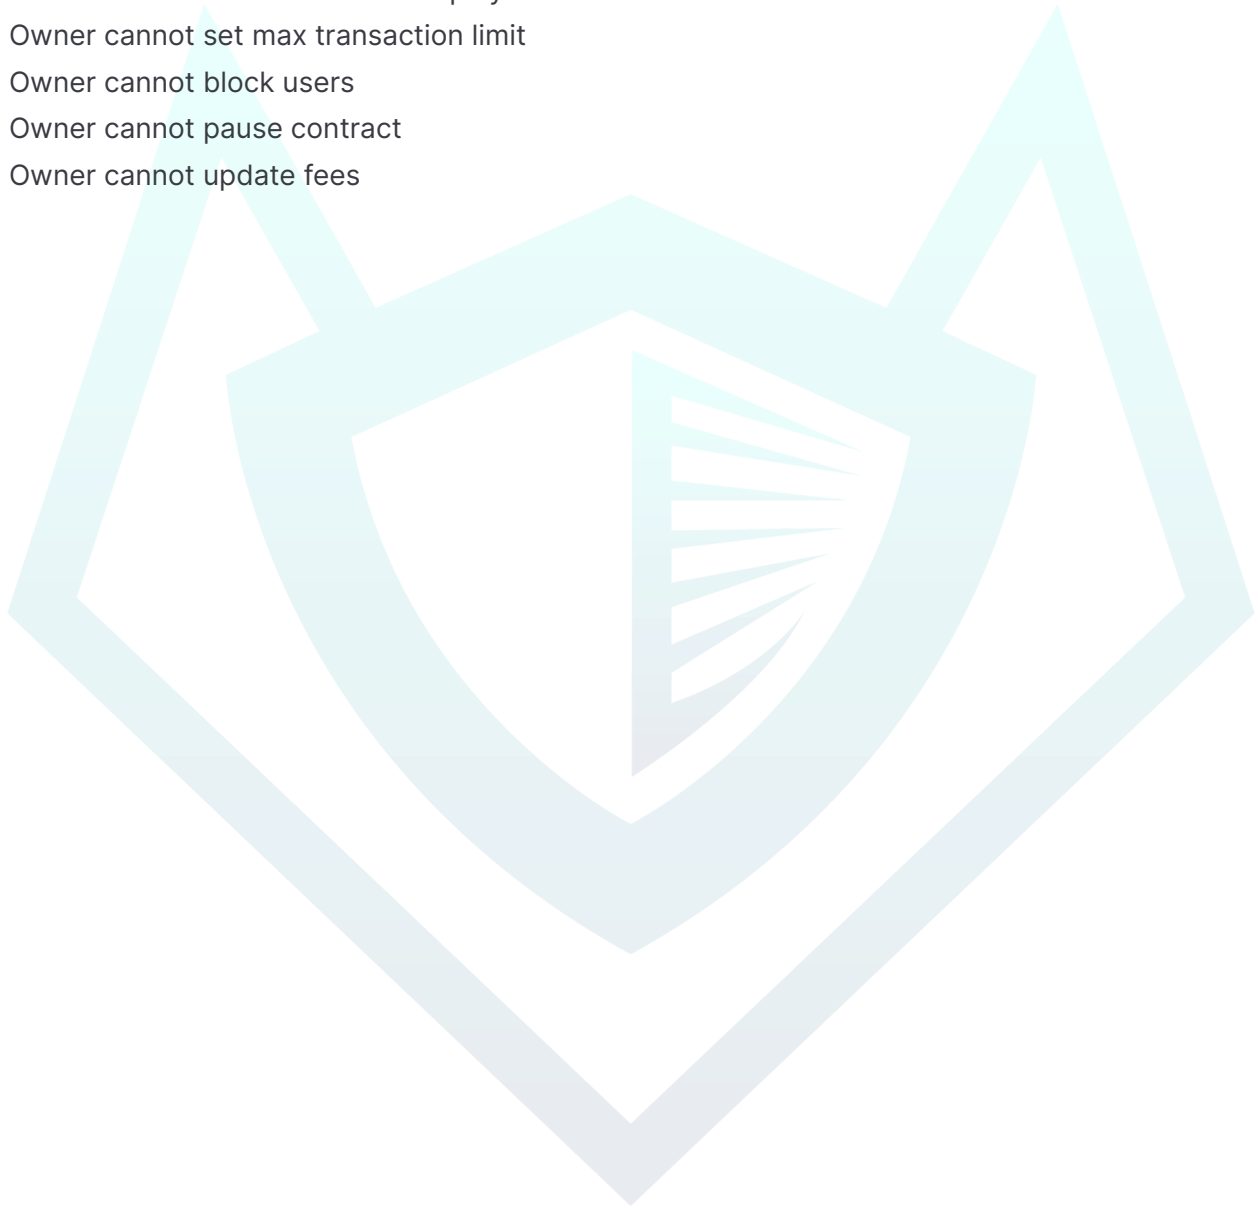 Owner cannot set max transaction limit
Owner cannot block users
Owner cannot pause contract
Owner cannot update fees